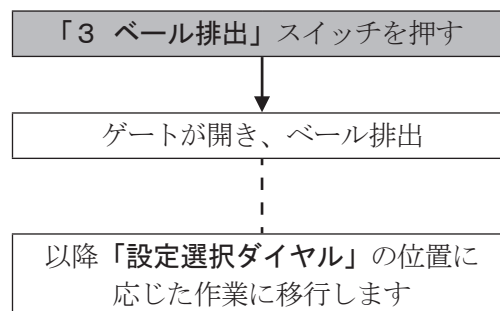 「３ ベール排出」スイッチを押す
ゲートが開き、ベール排出
以降「設定選択ダイヤル」の位置に
応じた作業に移行します